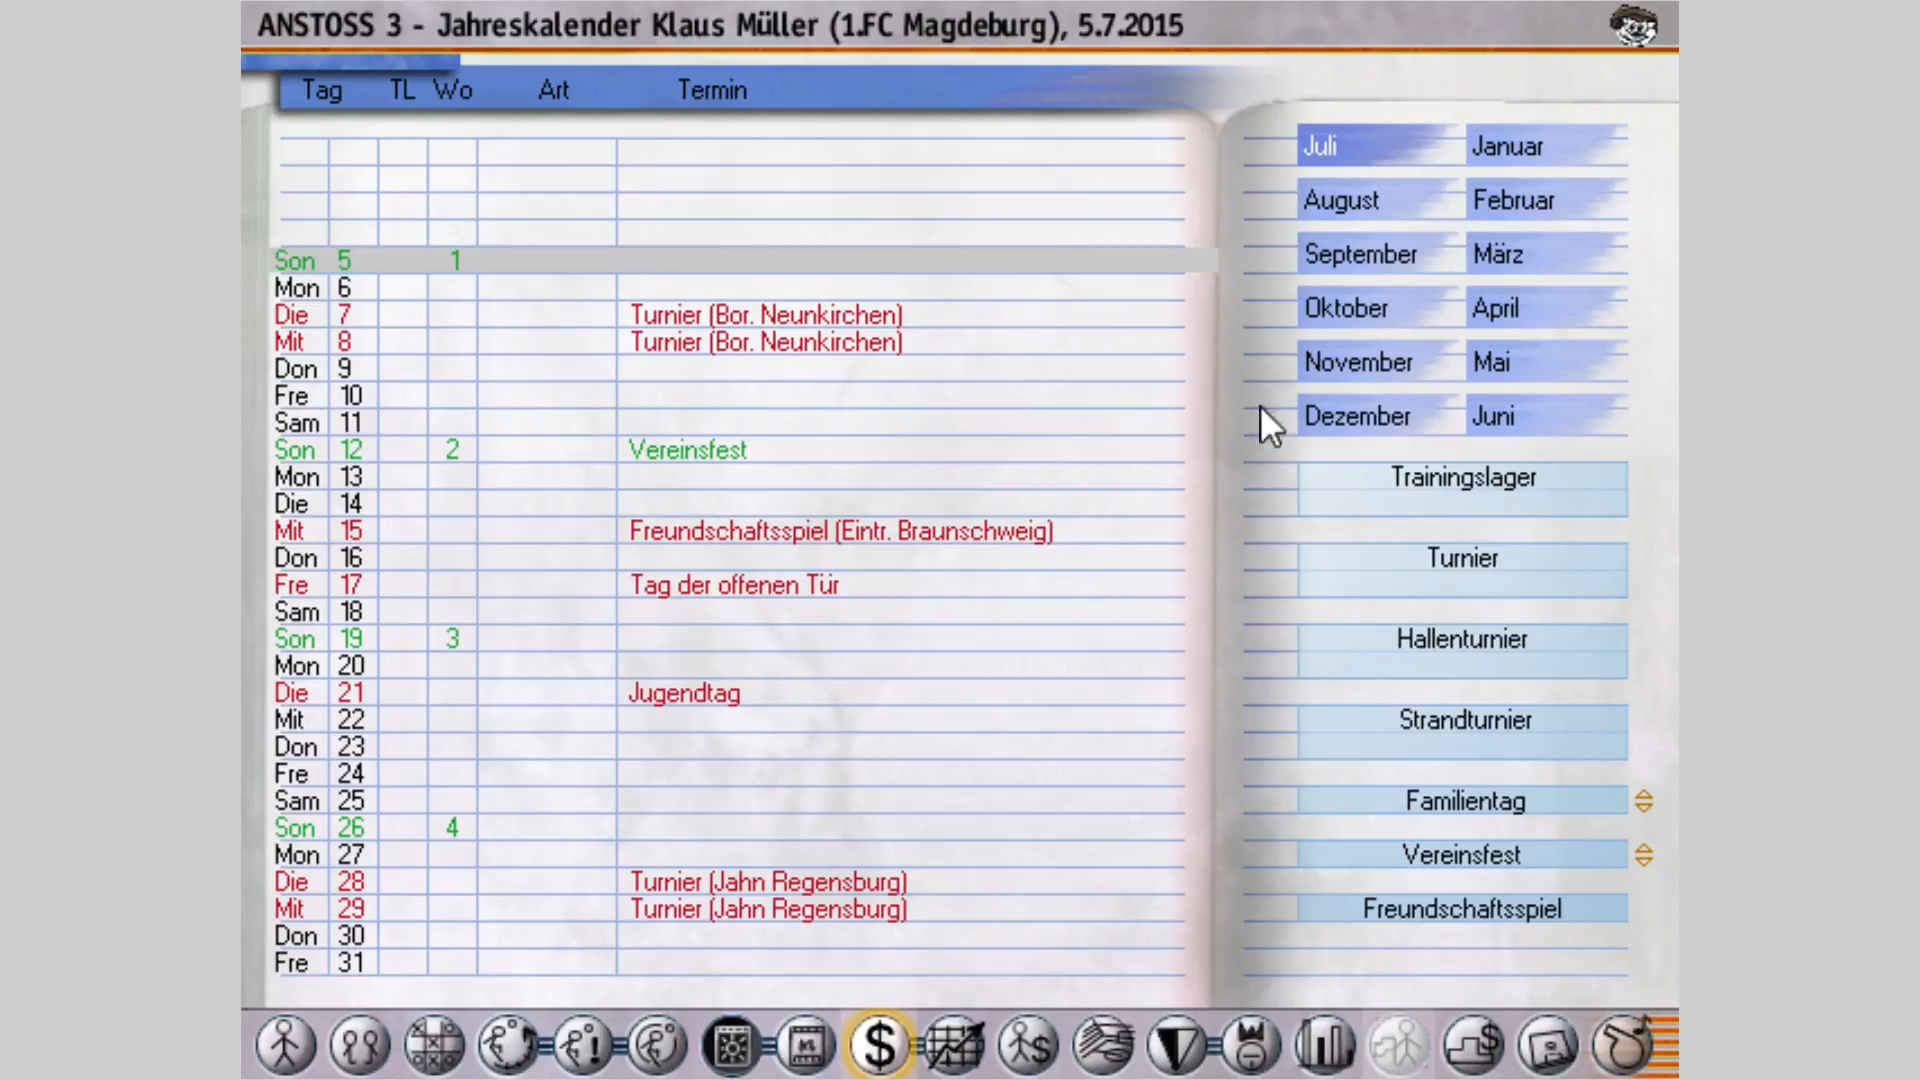 ANSTOSS 3 - Jahreskalender Klaus Müller (1.FC Magdeburg), 5.7.2015
Tag TL Wo Art Termin
Son 5 1
Mon 6
Die 7 Turnier (Bor. Neunkirchen)
Mit 8 Turnier (Bor. Neunkirchen)
Don 9
Fre 10
Sam 11
Son 12 2 Vereinsfest
Mon 13
Die 14
Mit 15 Freundschaftsspiel (Eintr. Braunschweig)
Don 16
Fre 17 Tag der offenen Tür
Sam 18
Son 19 3
Mon 20
Die 21 Jugendtag
Mit 22
Don 23
Fre 24
Sam 25
Son 26 4
Mon 27
Die 28 Turnier (Jahn Regensburg)
Mit 29 Turnier (Jahn Regensburg)
Don 30
Fre 31
Juli Januar
August Februar
September März
Oktober April
November Mai
Dezember Juni
Trainingslager
Turnier
Hallenturnier
Strandturnier
Familientag
Vereinsfest
Freundschaftsspiel